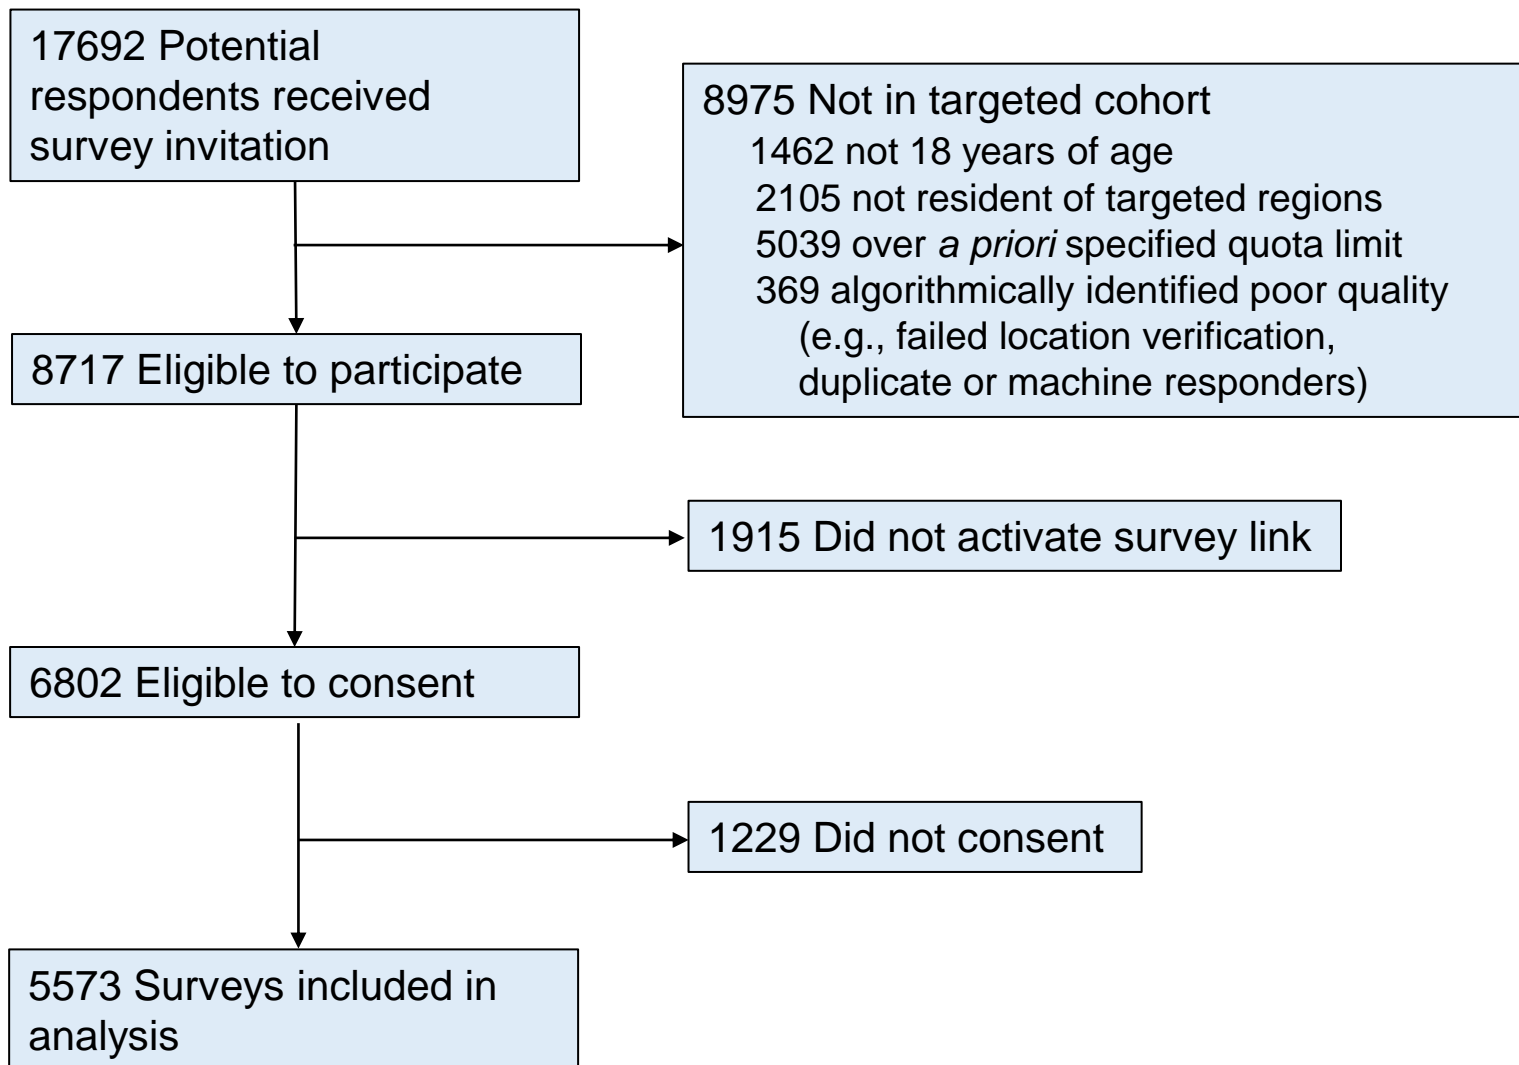 17692 Potential
respondents received
survey invitation
8975 Not in targeted cohort
1462 not 18 years of age
2105 not resident of targeted regions
5039 over a priori specified quota limit
369 algorithmically identified poor quality
(e.g., failed location verification,
duplicate or machine responders)
8717 Eligible to participate
1915 Did not activate survey link
6802 Eligible to consent
1229 Did not consent
5573 Surveys included in
analysis